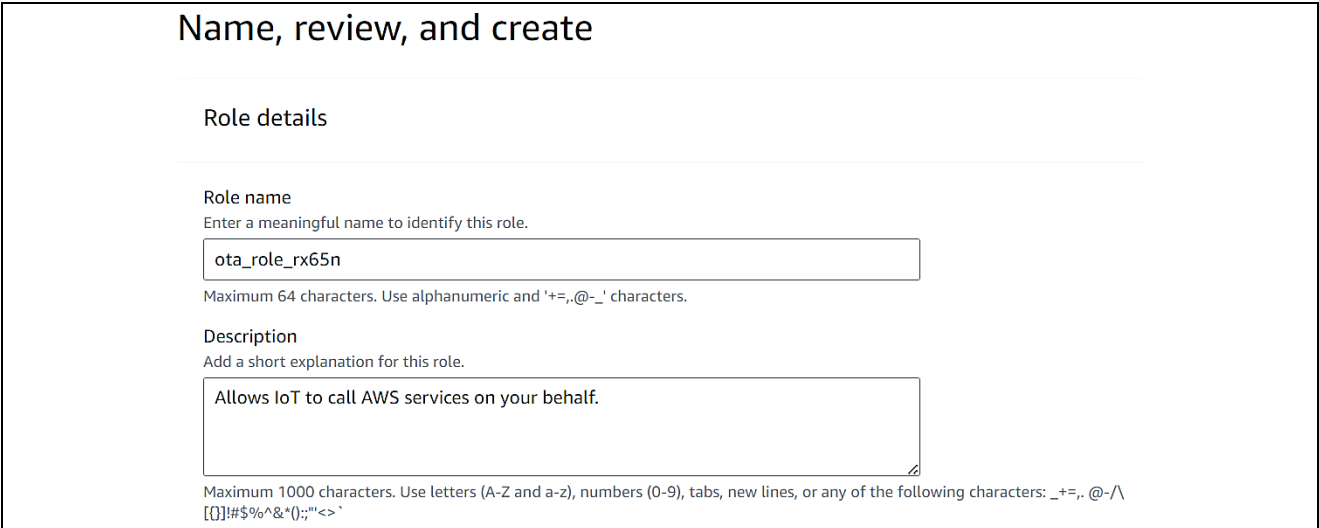 Name, review, and create
Role details
Role name
Enter a meaningful name to identify this role.
ota_role_rx65n
Maximum 64 characters. Use alphanumeric and '+=,.@-_' characters.
Description
Add a short explanation for this role.
Allows IoT to call AWS services on your behalf.
Maximum 1000 characters. Use letters (A-Z and a-z), numbers (0-9), tabs, new lines, or any of the following characters: _+=,. @-/\
[{}]!#$%^&*();:"'<>`